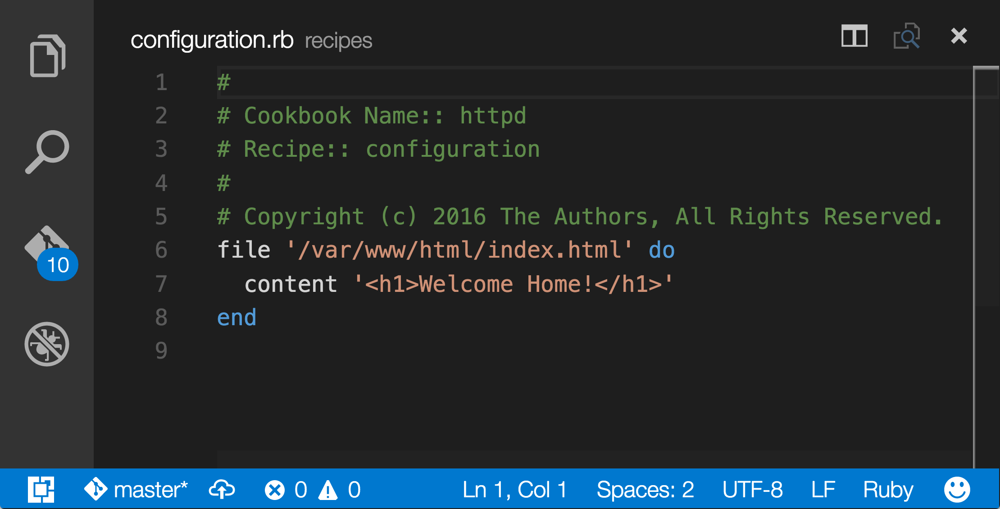 configuration.rb recipes
1 #
2 # Cookbook Name:: httpd
3 # Recipe:: configuration
4 #
5 # Copyright (c) 2016 The Authors, All Rights Reserved.
6 file '/var/www/html/index.html' do
7   content '<h1>Welcome Home!</h1>'
8 end
9
10
master* 0 0 Ln 1, Col 1 Spaces: 2 UTF-8 LF Ruby